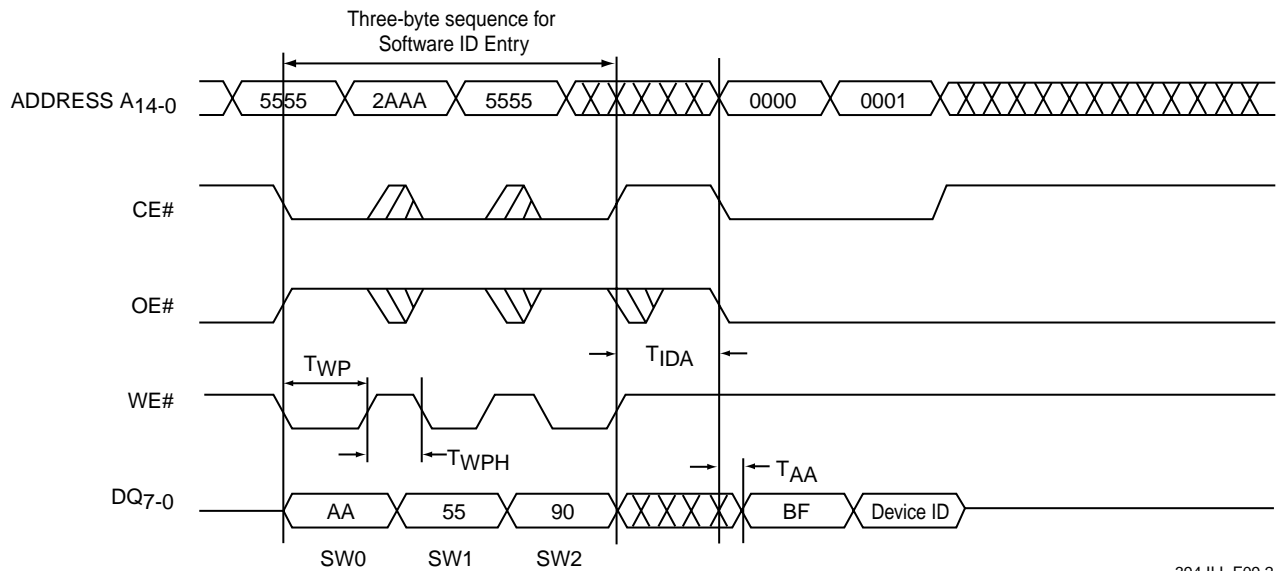 Three-byte sequence for
Software ID Entry
ADDRESS A14-0
5555 2AAA 5555 0000 0001
CE#
OE#
TWP
TIDA
WE#
TWPH
TAA
DQ7-0
AA 55 90 BF Device ID
SW0 SW1 SW2